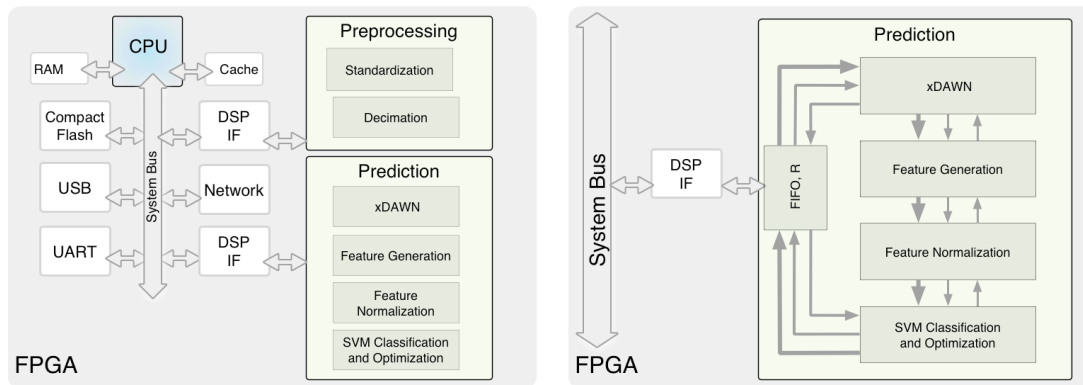 CPU
RAM
Cache
Compact
Flash
DSP
IF
USB
Network
UART
DSP
IF
System Bus
Preprocessing
Standardization
Decimation
Prediction
xDAWN
Feature Generation
Feature
Normalization
SVM Classification
and Optimization
FPGA
System Bus
DSP
IF
Prediction
FIFO, R
xDAWN
Feature Generation
Feature Normalization
SVM Classification
and Optimization
FPGA